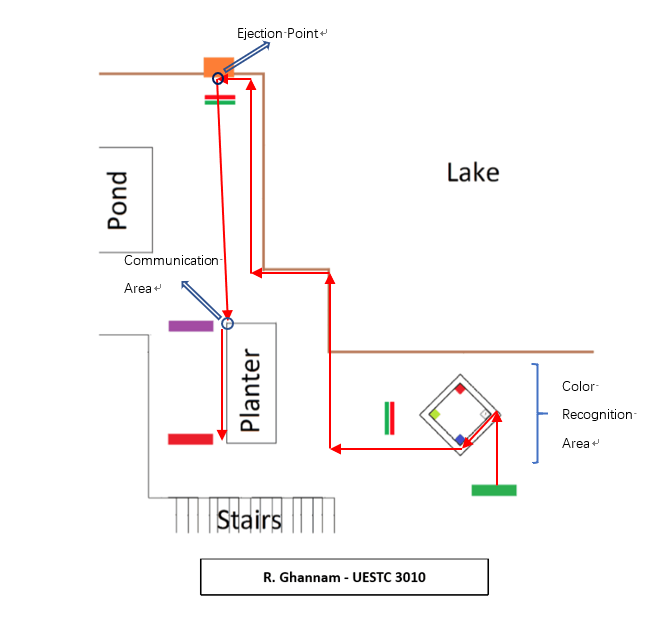 Ejection Point
Lake
Pond
Communication
Area
Planter
Color
Recognition
Area
Stairs
R. Ghannam - UESTC 3010